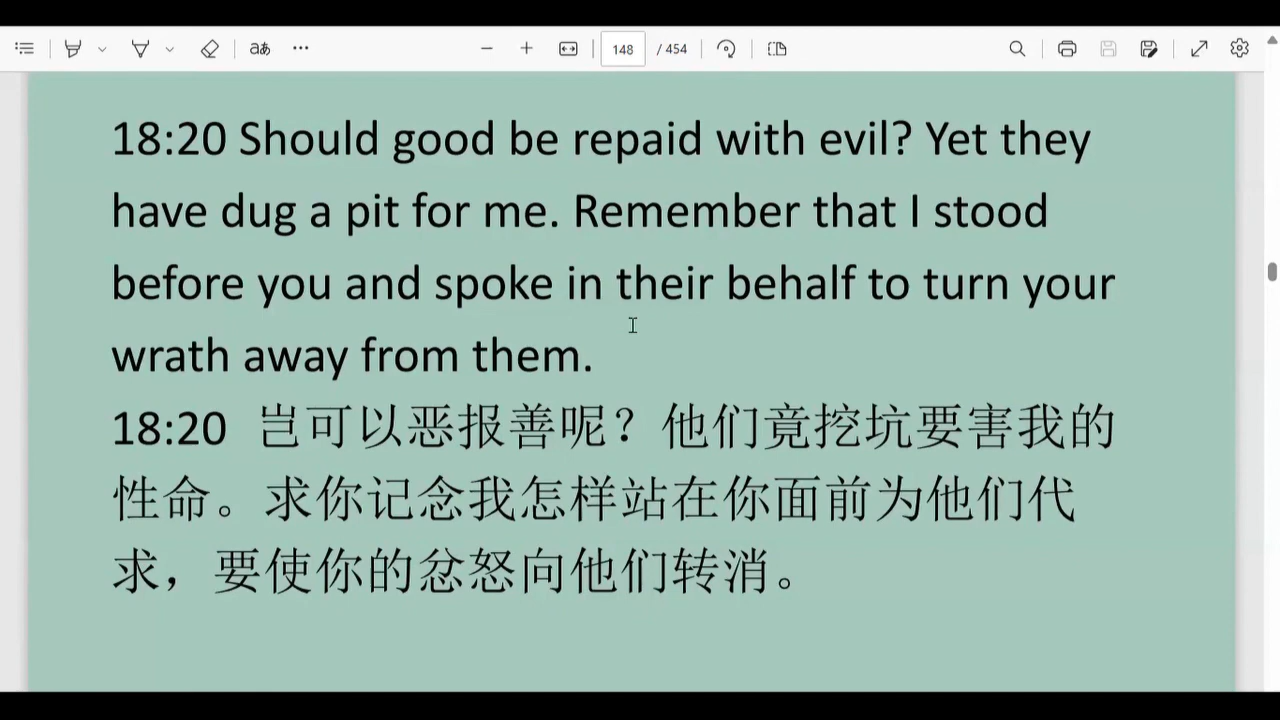 aあ
148 / 454
18:20 Should good be repaid with evil? Yet they
have dug a pit for me. Remember that I stood
before you and spoke in their behalf to turn your
wrath away from them.
18:20 岂可以恶报善呢？他们竟挖坑要害我的
性命。求你记念我怎样站在你面前为他们代
求，要使你的忿怒向他们转消。